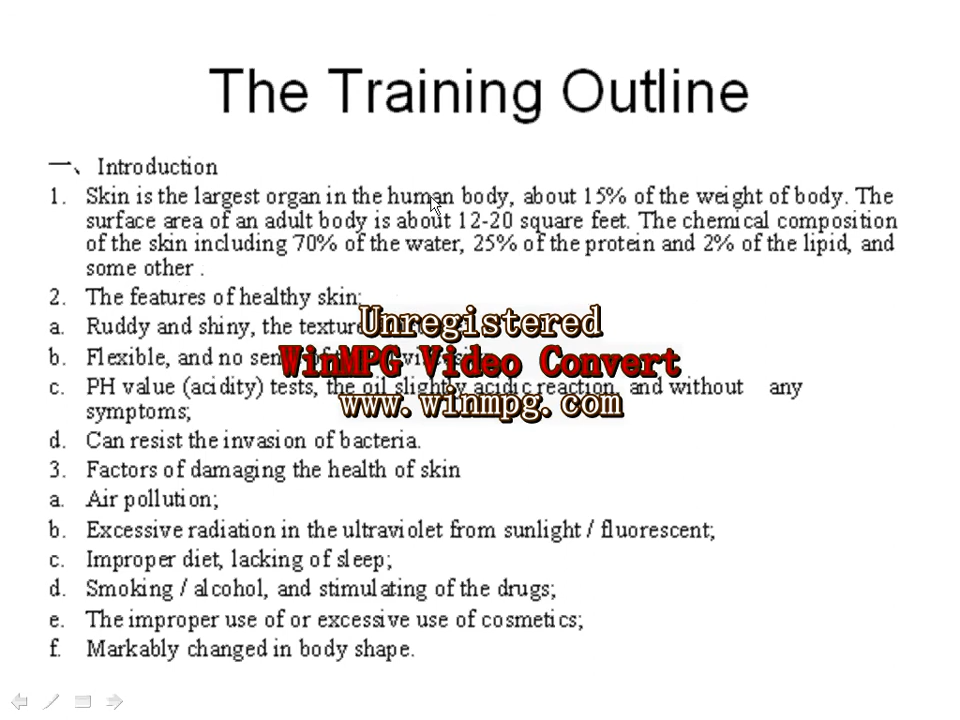 The Training Outline
一、 Introduction
1. Skin is the largest organ in the human body, about 15% of the weight of body. The
surface area of an adult body is about 12-20 square feet. The chemical composition
of the skin including 70% of the water, 25% of the protein and 2% of the lipid, and
some other .
2. The features of healthy skin;
a. Ruddy and shiny, the texture
Unregistered
b. Flexible, and no sense of
WinMPG Video Convert
c. PH value (acidity) tests, the oil slightly acidic reaction, and without any
www.winmpg.com
symptoms;
d. Can resist the invasion of bacteria.
3. Factors of damaging the health of skin
a. Air pollution;
b. Excessive radiation in the ultraviolet from sunlight / fluorescent;
c. Improper diet, lacking of sleep;
d. Smoking / alcohol, and stimulating of the drugs;
e. The improper use of or excessive use of cosmetics;
f. Markably changed in body shape.